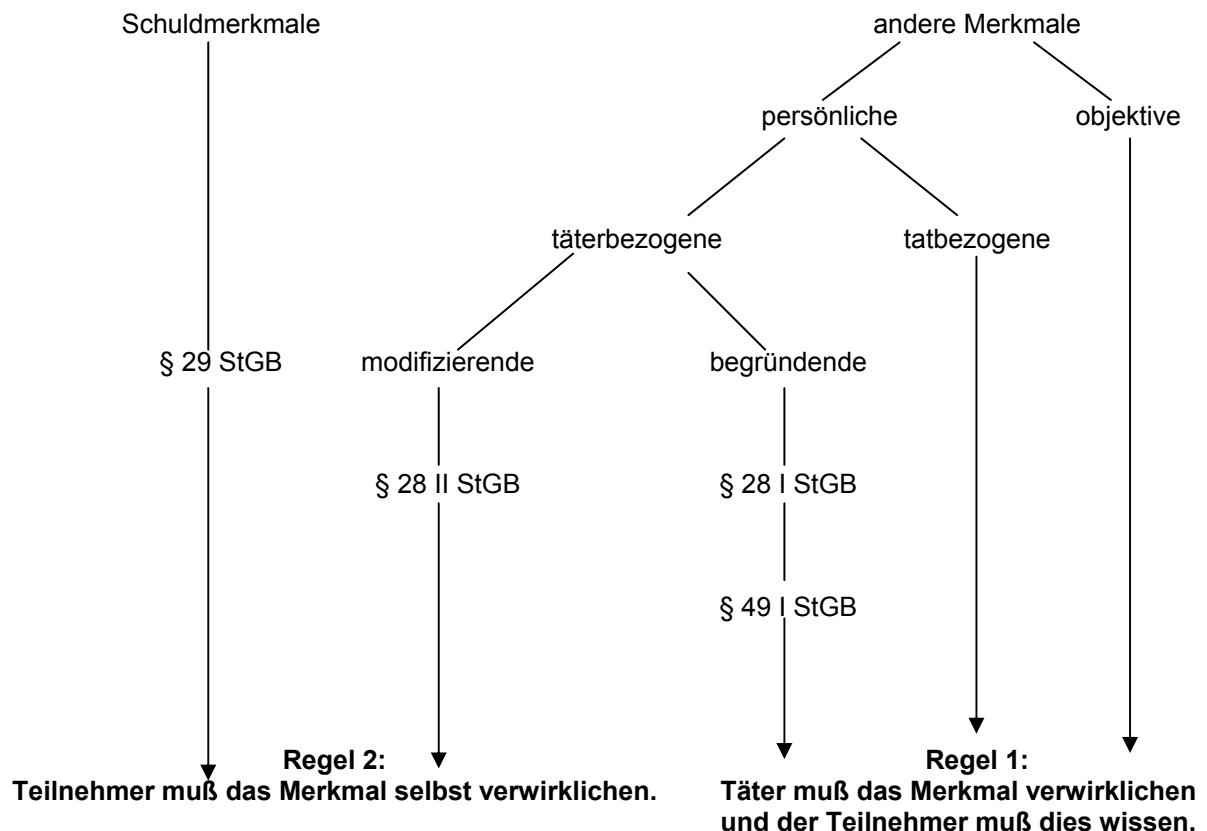 Schuldmerkmale andere Merkmale
persönliche objektive
täterbezogene tatbezogene
§ 29 StGB modifizierende begründende
§ 28 II StGB § 28 I StGB
§ 49 I StGB
Regel 2:
Teilnehmer muß das Merkmal selbst verwirklichen.
Regel 1:
Täter muß das Merkmal verwirklichen
und der Teilnehmer muß dies wissen.